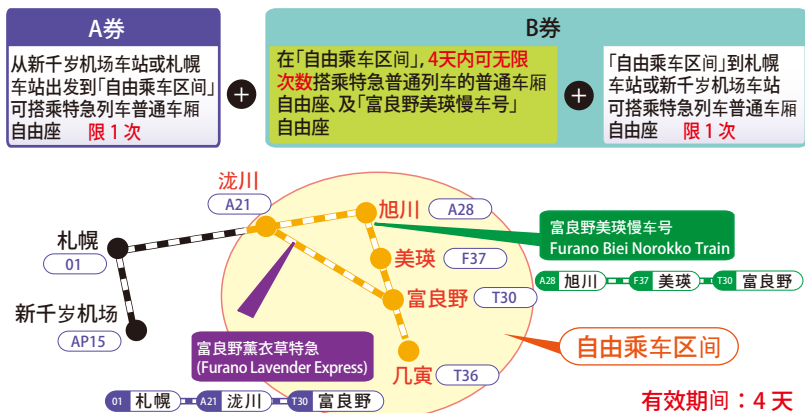 A券
从新千岁机场车站或札幌
车站出发到「自由乘车区间」
可搭乘特急列车普通车厢
自由座 限1次
+
B券
在「自由乘车区间」,4天内可无限
次数搭乘特急普通列车的普通车厢
自由座、及「富良野美瑛慢车号」
自由座
+
「自由乘车区间」到札幌
车站或新千岁机场车站
可搭乘特急列车普通车厢
自由座 限1次
泷川
A21
旭川 A28
札幌
01
美瑛 F37
富良野 T30
新千岁机场
AP15
几寅 T36
富良野美瑛慢车号
Furano Biei Norokko Train
A28 旭川 F37 美瑛 T30 富良野
自由乘车区间
富良野薰衣草特急
(Furano Lavender Express)
01 札幌 A21 泷川 T30 富良野
有效期间:4天